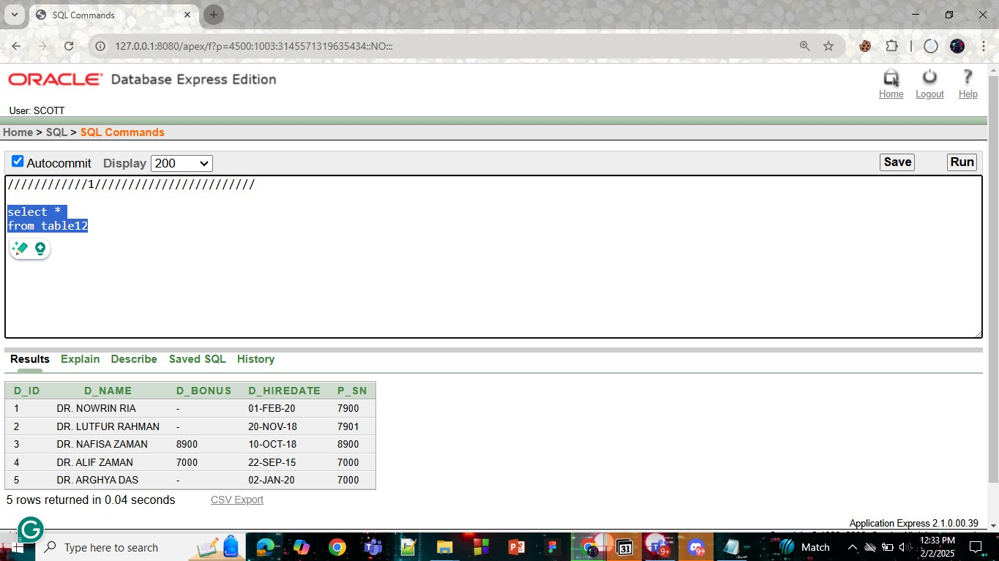 SQL Commands
127.0.0.1:8080/apex/f?p=4500:1003:3145571319635434::NO:::
ORACLE Database Express Edition
Home Logout Help
User: SCOTT
Home > SQL > SQL Commands
Autocommit Display 200 Save Run
////////////1////////////////////////
select *
from table12
Results Explain Describe Saved SQL History
D_ID D_NAME D_BONUS D_HIREDATE P_SN
1 DR. NOWRIN RIA - 01-FEB-20 7900
2 DR. LUTFUR RAHMAN - 20-NOV-18 7901
3 DR. NAFISA ZAMAN 8900 10-OCT-18 8900
4 DR. ALIF ZAMAN 7000 22-SEP-15 7000
5 DR. ARGHYA DAS - 02-JAN-20 7000
5 rows returned in 0.04 seconds CSV Export
Application Express 2.1.0.00.39
G
Type here to search
31
9+
9+
Match
12:33 PM
2/2/2025